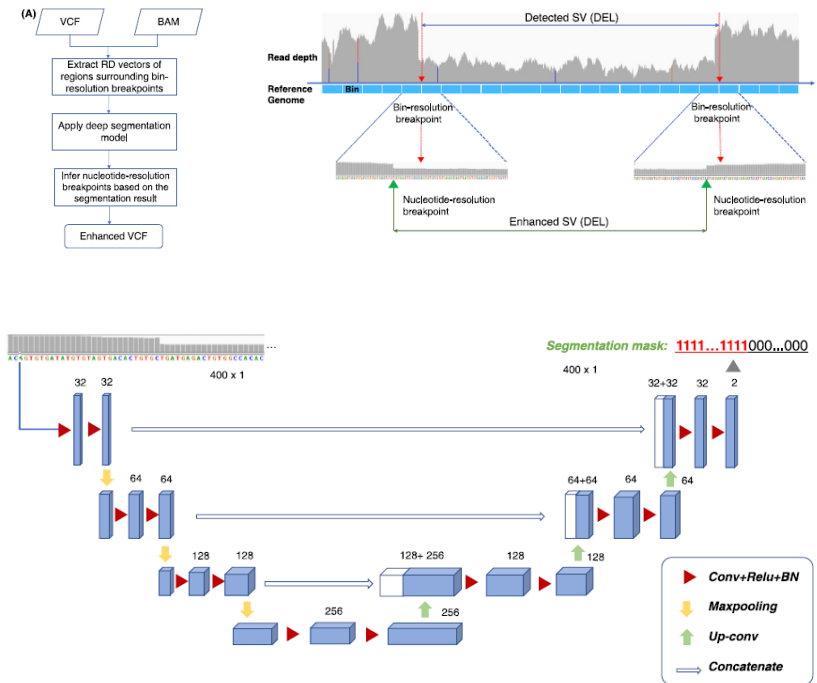 (A)
VCF
BAM
Extract RD vectors of
regions surrounding bin-
resolution breakpoints
Apply deep segmentation
model
Infer nucleotide-resolution
breakpoints based on the
segmentation result
Enhanced VCF
Detected SV (DEL)
Read depth
Reference
Genome
Bin
Bin-resolution
breakpoint
Bin-resolution
breakpoint
Nucleotide-resolution
breakpoint
Nucleotide-resolution
breakpoint
Enhanced SV (DEL)
...
400 x 1
400 x 1
Segmentation mask: 1111...1111000...000
32 32
32+32 32 2
64 64
64+64 64 64
128 128
128+ 256 128 128
256 256
Conv+Relu+BN
Maxpooling
Up-conv
Concatenate